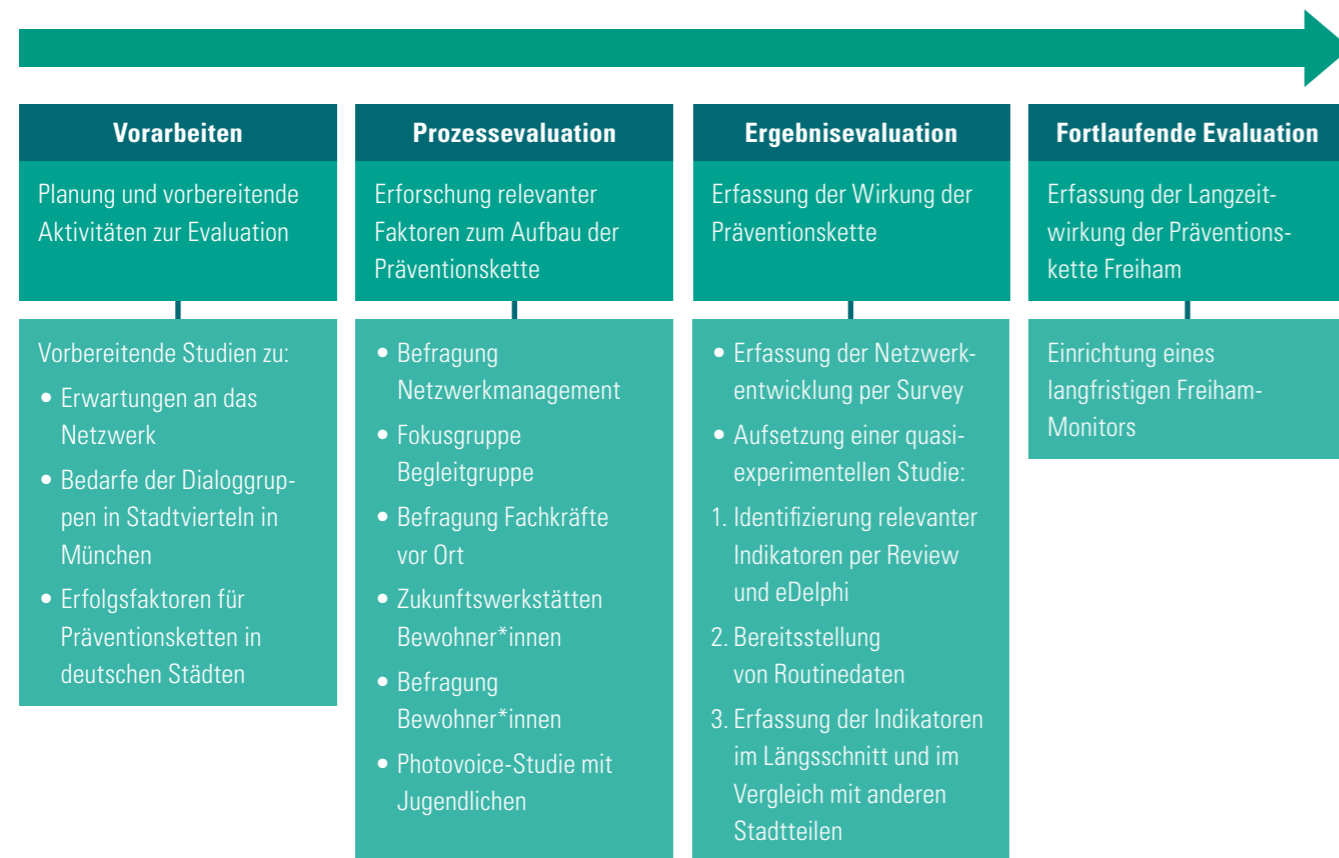 Vorarbeiten
Planung und vorbereitende
Aktivitäten zur Evaluation
Vorbereitende Studien zu:
• Erwartungen an das
Netzwerk
• Bedarfe der Dialoggrup-
pen in Stadtvierteln in
München
• Erfolgsfaktoren für
Präventionsketten in
deutschen Städten
Prozessevaluation
Erforschung relevanter
Faktoren zum Aufbau der
Präventionskette
• Befragung
Netzwerkmanagement
• Fokusgruppe
Begleitgruppe
• Befragung Fachkräfte
vor Ort
• Zukunftswerkstätten
Bewohner*innen
• Befragung
Bewohner*innen
• Photovoice-Studie mit
Jugendlichen
Ergebnisevaluation
Erfassung der Wirkung der
Präventionskette
• Erfassung der Netzwerk-
entwicklung per Survey
• Aufsetzung einer quasi-
experimentellen Studie:
1. Identifizierung relevanter
Indikatoren per Review
und eDelphi
2. Bereitsstellung
von Routinedaten
3. Erfassung der Indikatoren
im Längsschnitt und im
Vergleich mit anderen
Stadtteilen
Fortlaufende Evaluation
Erfassung der Langzeit-
wirkung der Präventions-
kette Freiham
Einrichtung eines
langfristigen Freiham-
Monitors